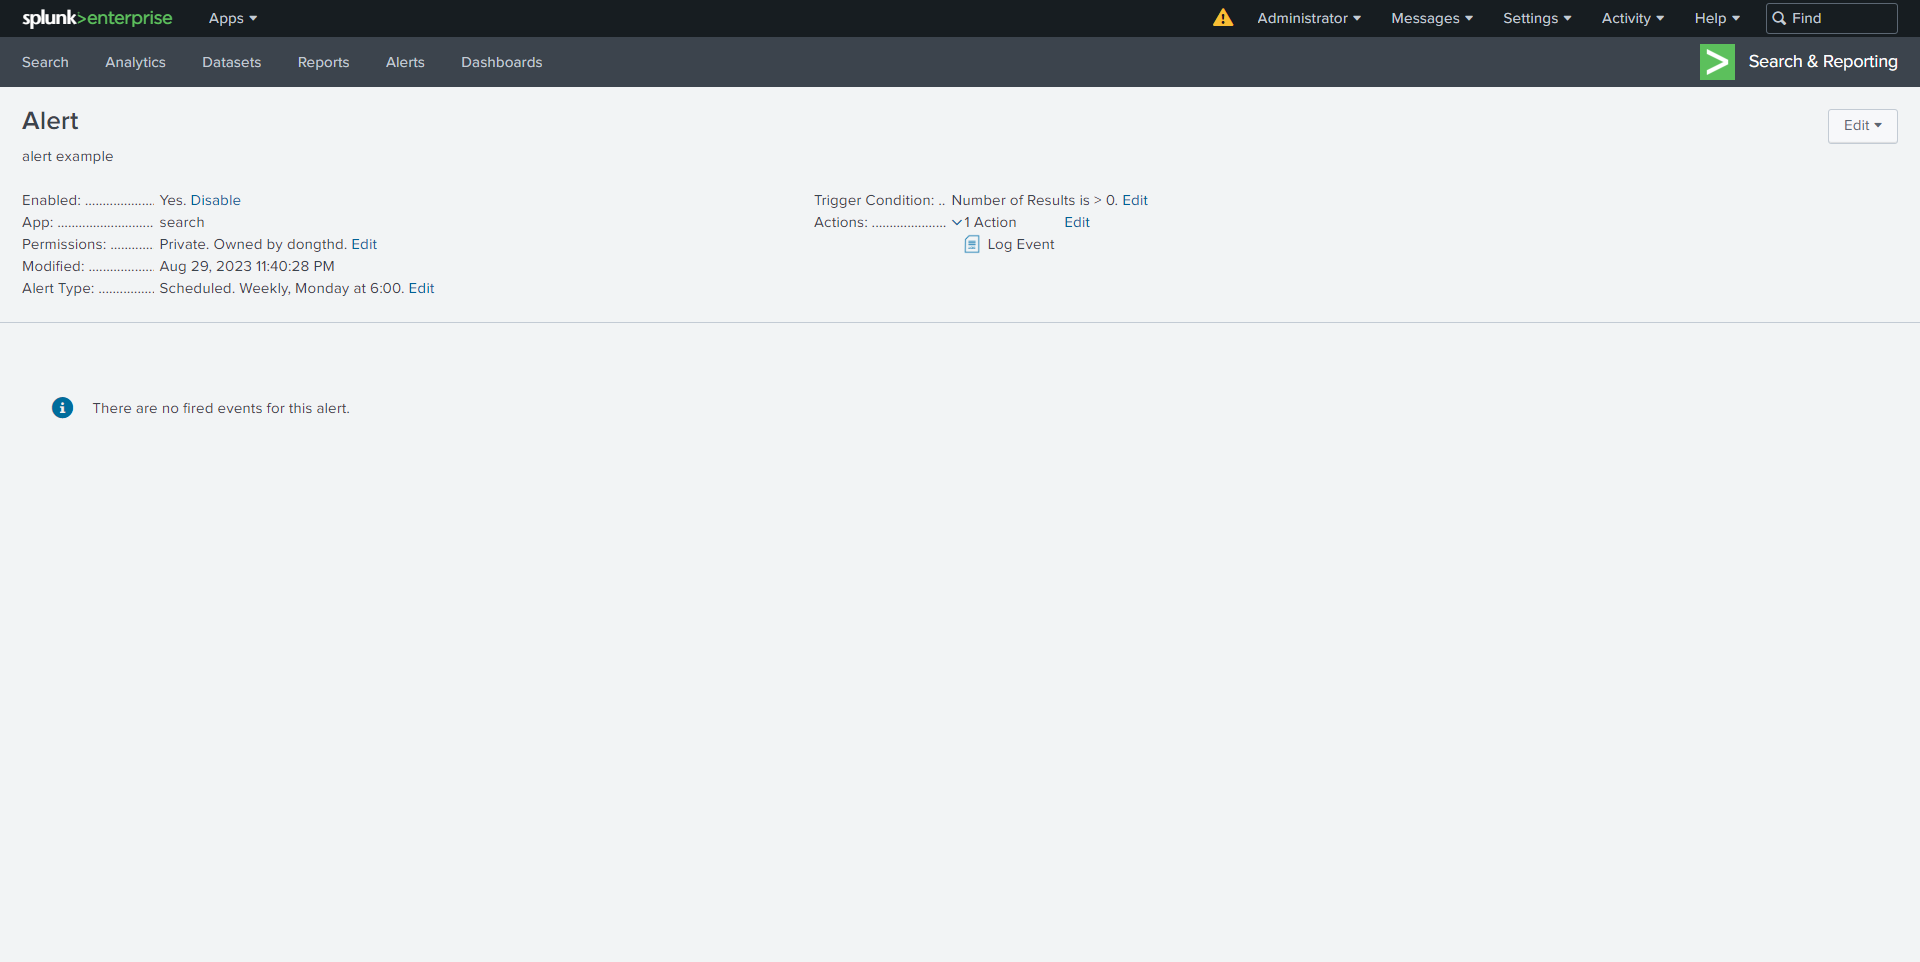 splunk>enterprise Apps Administrator Messages Settings Activity Help Find
Search Analytics Datasets Reports Alerts Dashboards Search & Reporting
Alert
Edit
alert example
Enabled: ................... Yes. Disable
App: ........................... search
Permissions: ............ Private. Owned by dongthd. Edit
Modified: .................. Aug 29, 2023 11:40:28 PM
Alert Type: ................ Scheduled. Weekly, Monday at 6:00. Edit
Trigger Condition: .. Number of Results is > 0. Edit
Actions: ..................... 1 Action Edit
Log Event
There are no fired events for this alert.